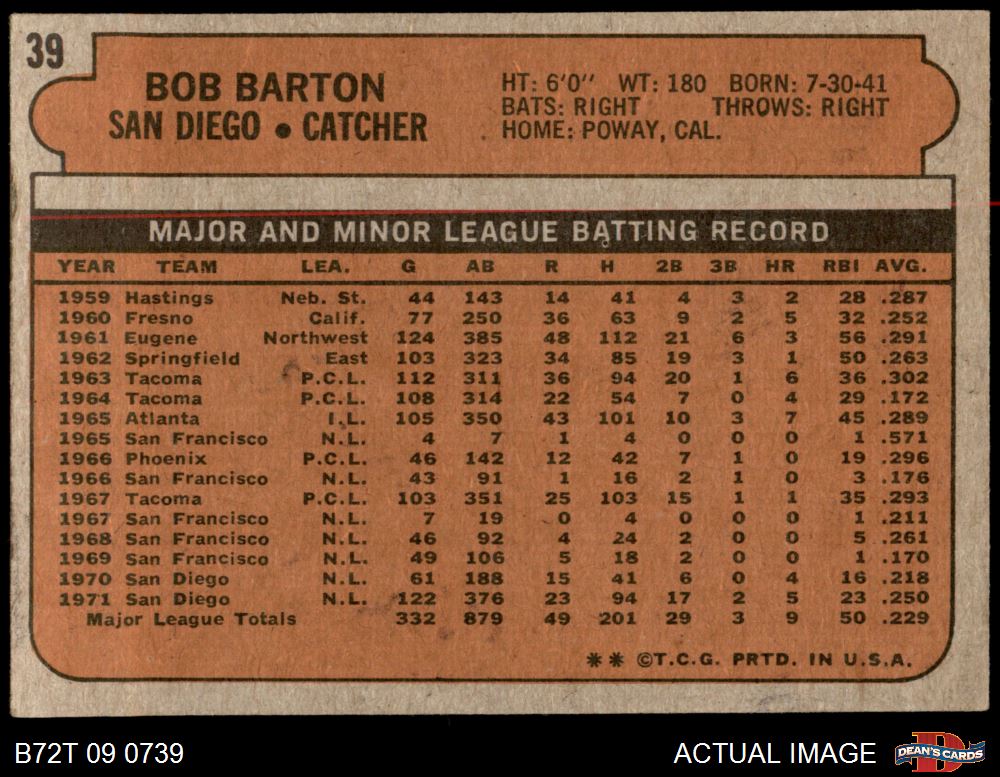 39
BOB BARTON
SAN DIEGO • CATCHER
HT: 6'0" WT: 180 BORN: 7-30-41
BATS: RIGHT THROWS: RIGHT
HOME: POWAY, CAL.
MAJOR AND MINOR LEAGUE BATTING RECORD
YEAR TEAM LEA. G AB R H 2B 3B HR RBI AVG.
1959 Hastings Neb. St. 44 143 14 41 4 3 2 28 .287
1960 Fresno Calif. 77 250 36 63 9 2 5 32 .252
1961 Eugene Northwest 124 385 48 112 21 6 3 56 .291
1962 Springfield East 103 323 34 85 19 3 1 50 .263
1963 Tacoma P.C.L. 112 311 36 94 20 1 6 36 .302
1964 Tacoma P.C.L. 108 314 22 54 7 0 4 29 .172
1965 Atlanta I.L. 105 350 43 101 10 3 7 45 .289
1965 San Francisco N.L. 4 7 1 4 0 0 0 1 .571
1966 Phoenix P.C.L. 46 142 12 42 7 1 0 19 .296
1966 San Francisco N.L. 43 91 1 16 2 1 0 3 .176
1967 Tacoma P.C.L. 103 351 25 103 15 1 1 35 .293
1967 San Francisco N.L. 7 19 0 4 0 0 0 1 .211
1968 San Francisco N.L. 46 92 4 24 2 0 0 5 .261
1969 San Francisco N.L. 49 106 5 18 2 0 0 1 .170
1970 San Diego N.L. 61 188 15 41 6 0 4 16 .218
1971 San Diego N.L. 122 376 23 94 17 2 5 23 .250
Major League Totals 332 879 49 201 29 3 9 50 .229
** ©T.C.G. PRTD. IN U.S.A.
B72T 09 0739
ACTUAL IMAGE
D
DEAN'S CARDS